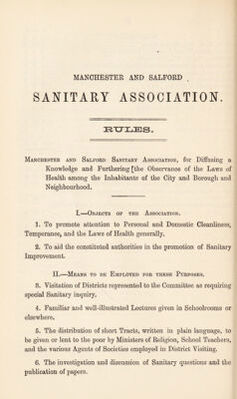 MANCHESTER AND SALFORD
SANITARY ASSOCIATION.
RULES.
MANCHESTER AND SALFORD SANITARY ASSOCIATION, for Diffusing a
Knowledge and Furthering [the Observance of the Laws of
Health among the Inhabitants of the City and Borough and
Neighbourhood.
I.—OBJECTS OF THE ASSOCIATION.
1. To promote attention to Personal and Domestic Cleanliness,
Temperance, and the Laws of Health generally.
2. To aid the constituted authorities in the promotion of Sanitary
Improvement.
II.—MEANS TO BE EMPLOYED FOR THESE PURPOSES.
3. Visitation of Districts represented to the Committee as requiring
special Sanitary inquiry.
4. Familiar and well-illustrated Lectures given in Schoolrooms or
elsewhere.
5. The distribution of short Tracts, written in plain language, to
be given or lent to the poor by Ministers of Religion, School Teachers,
and the various Agents of Societies employed in District Visiting.
6. The investigation and discussion of Sanitary questions and the
publication of papers.